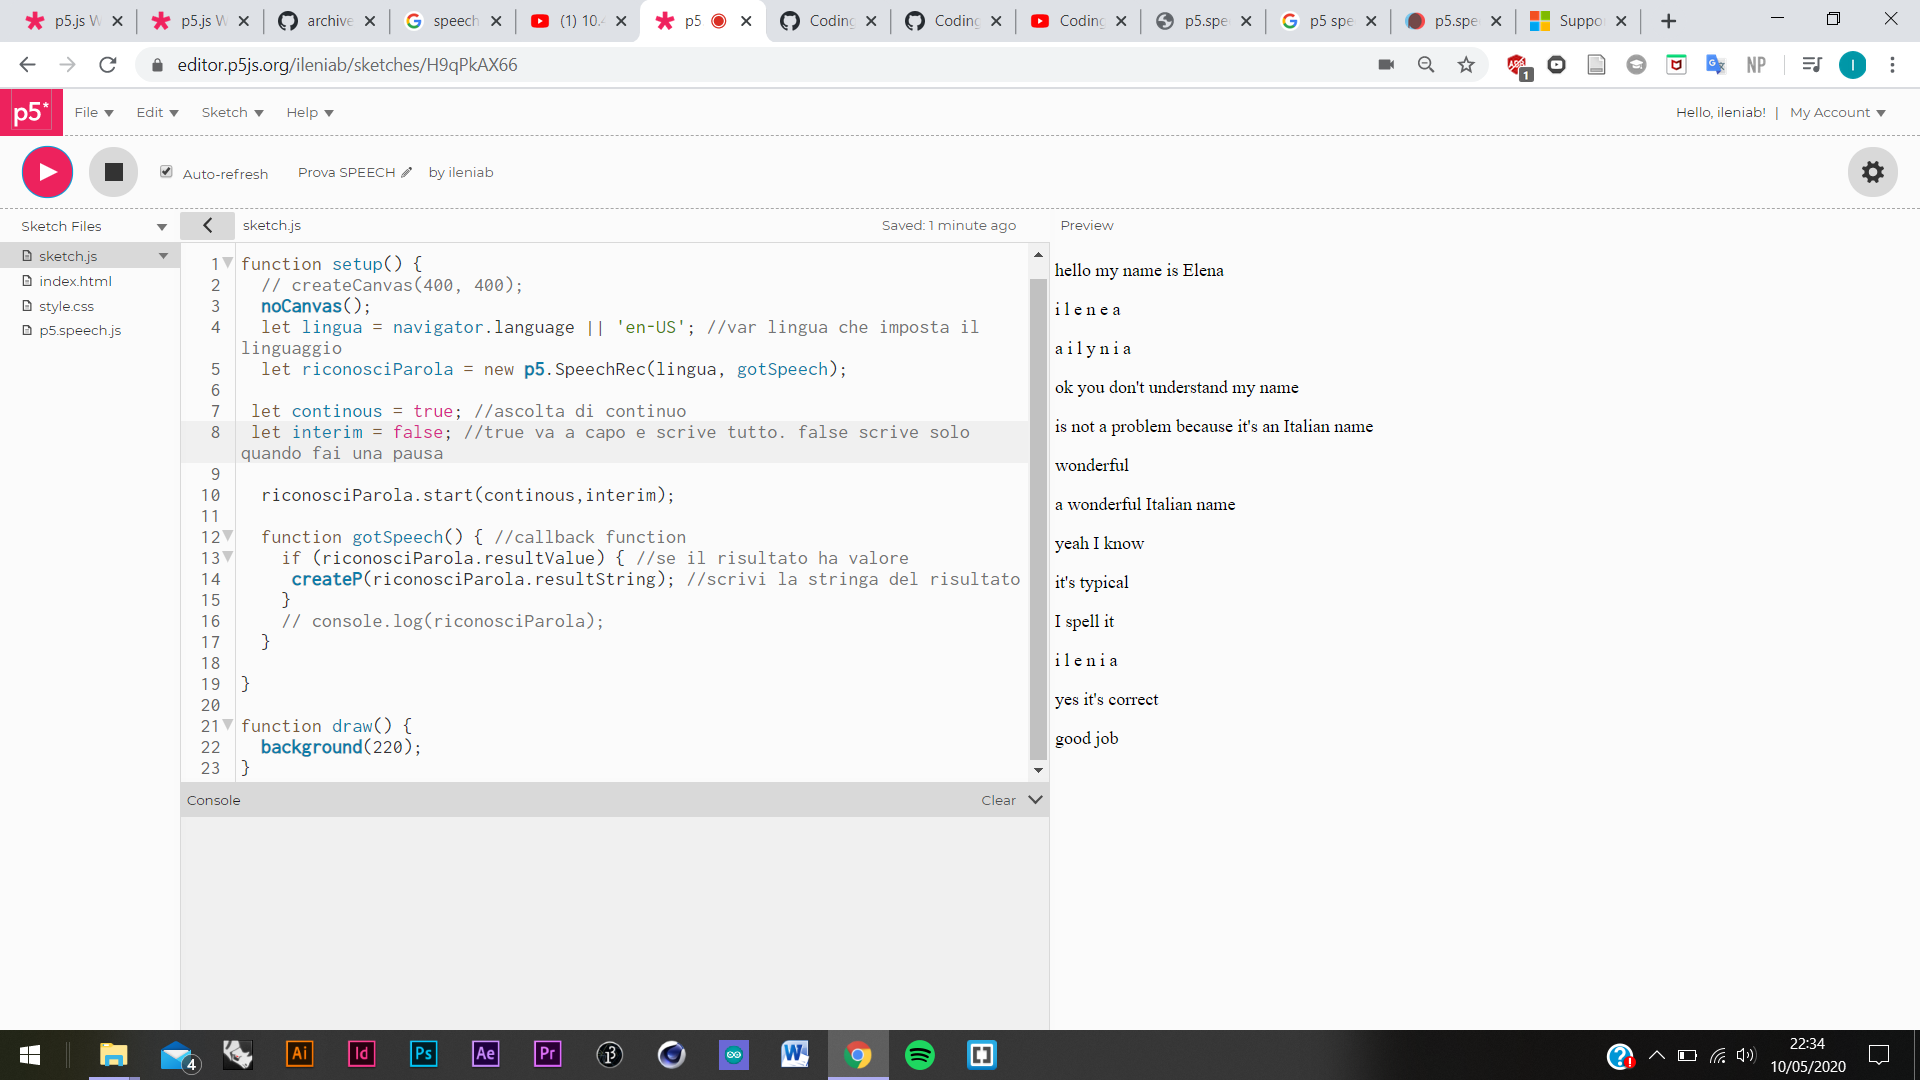 p5.js W
p5.js W
archive
speech
(1) 10.4
p5
Coding
Coding
Coding
p5.spe
p5 spe
p5.spe
Suppo
editor.p5js.org/ileniab/sketches/H9qPkAX66
1
NP
I
p5*
File
Edit
Sketch
Help
Hello, ileniab!
|
My Account
Auto-refresh
Prova SPEECH
by ileniab
Sketch Files
sketch.js
index.html
style.css
p5.speech.js
sketch.js
Saved: 1 minute ago
Preview
1 function setup() {
2 // createCanvas(400, 400);
3 noCanvas();
4 let lingua = navigator.language || 'en-US'; //var lingua che imposta il
linguaggio
5 let riconosciParola = new p5.SpeechRec(lingua, gotSpeech);
6
7 let continous = true; //ascolta di continuo
8 let interim = false; //true va a capo e scrive tutto. false scrive solo
quando fai una pausa
9
10 riconosciParola.start(continous,interim);
11
12 function gotSpeech() { //callback function
13 if (riconosciParola.resultValue) { //se il risultato ha valore
14 createP(riconosciParola.resultString); //scrivi la stringa del risultato
15 }
16 // console.log(riconosciParola);
17 }
18
19 }
20
21 function draw() {
22 background(220);
23 }
Console
Clear
hello my name is Elena
i l e n e a
a i l y n i a
ok you don't understand my name
is not a problem because it's an Italian name
wonderful
a wonderful Italian name
yeah I know
it's typical
I spell it
i l e n i a
yes it's correct
good job
4
Ai
Id
Ps
Ae
Pr
W
22:34
10/05/2020